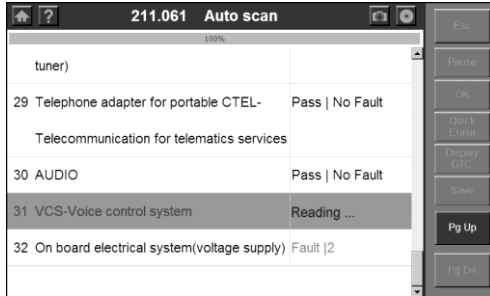 211.061 Auto scan
100%
tuner)
29 Telephone adapter for portable CTEL- Pass | No Fault
Telecommunication for telematics services
30 AUDIO Pass | No Fault
31 VCS-Voice control system Reading ...
32 On board electrical system(voltage supply) Fault |2
Esc
Pause
OK
Quick
Erase
Display
DTC
Save
Pg Up
Pg Dn